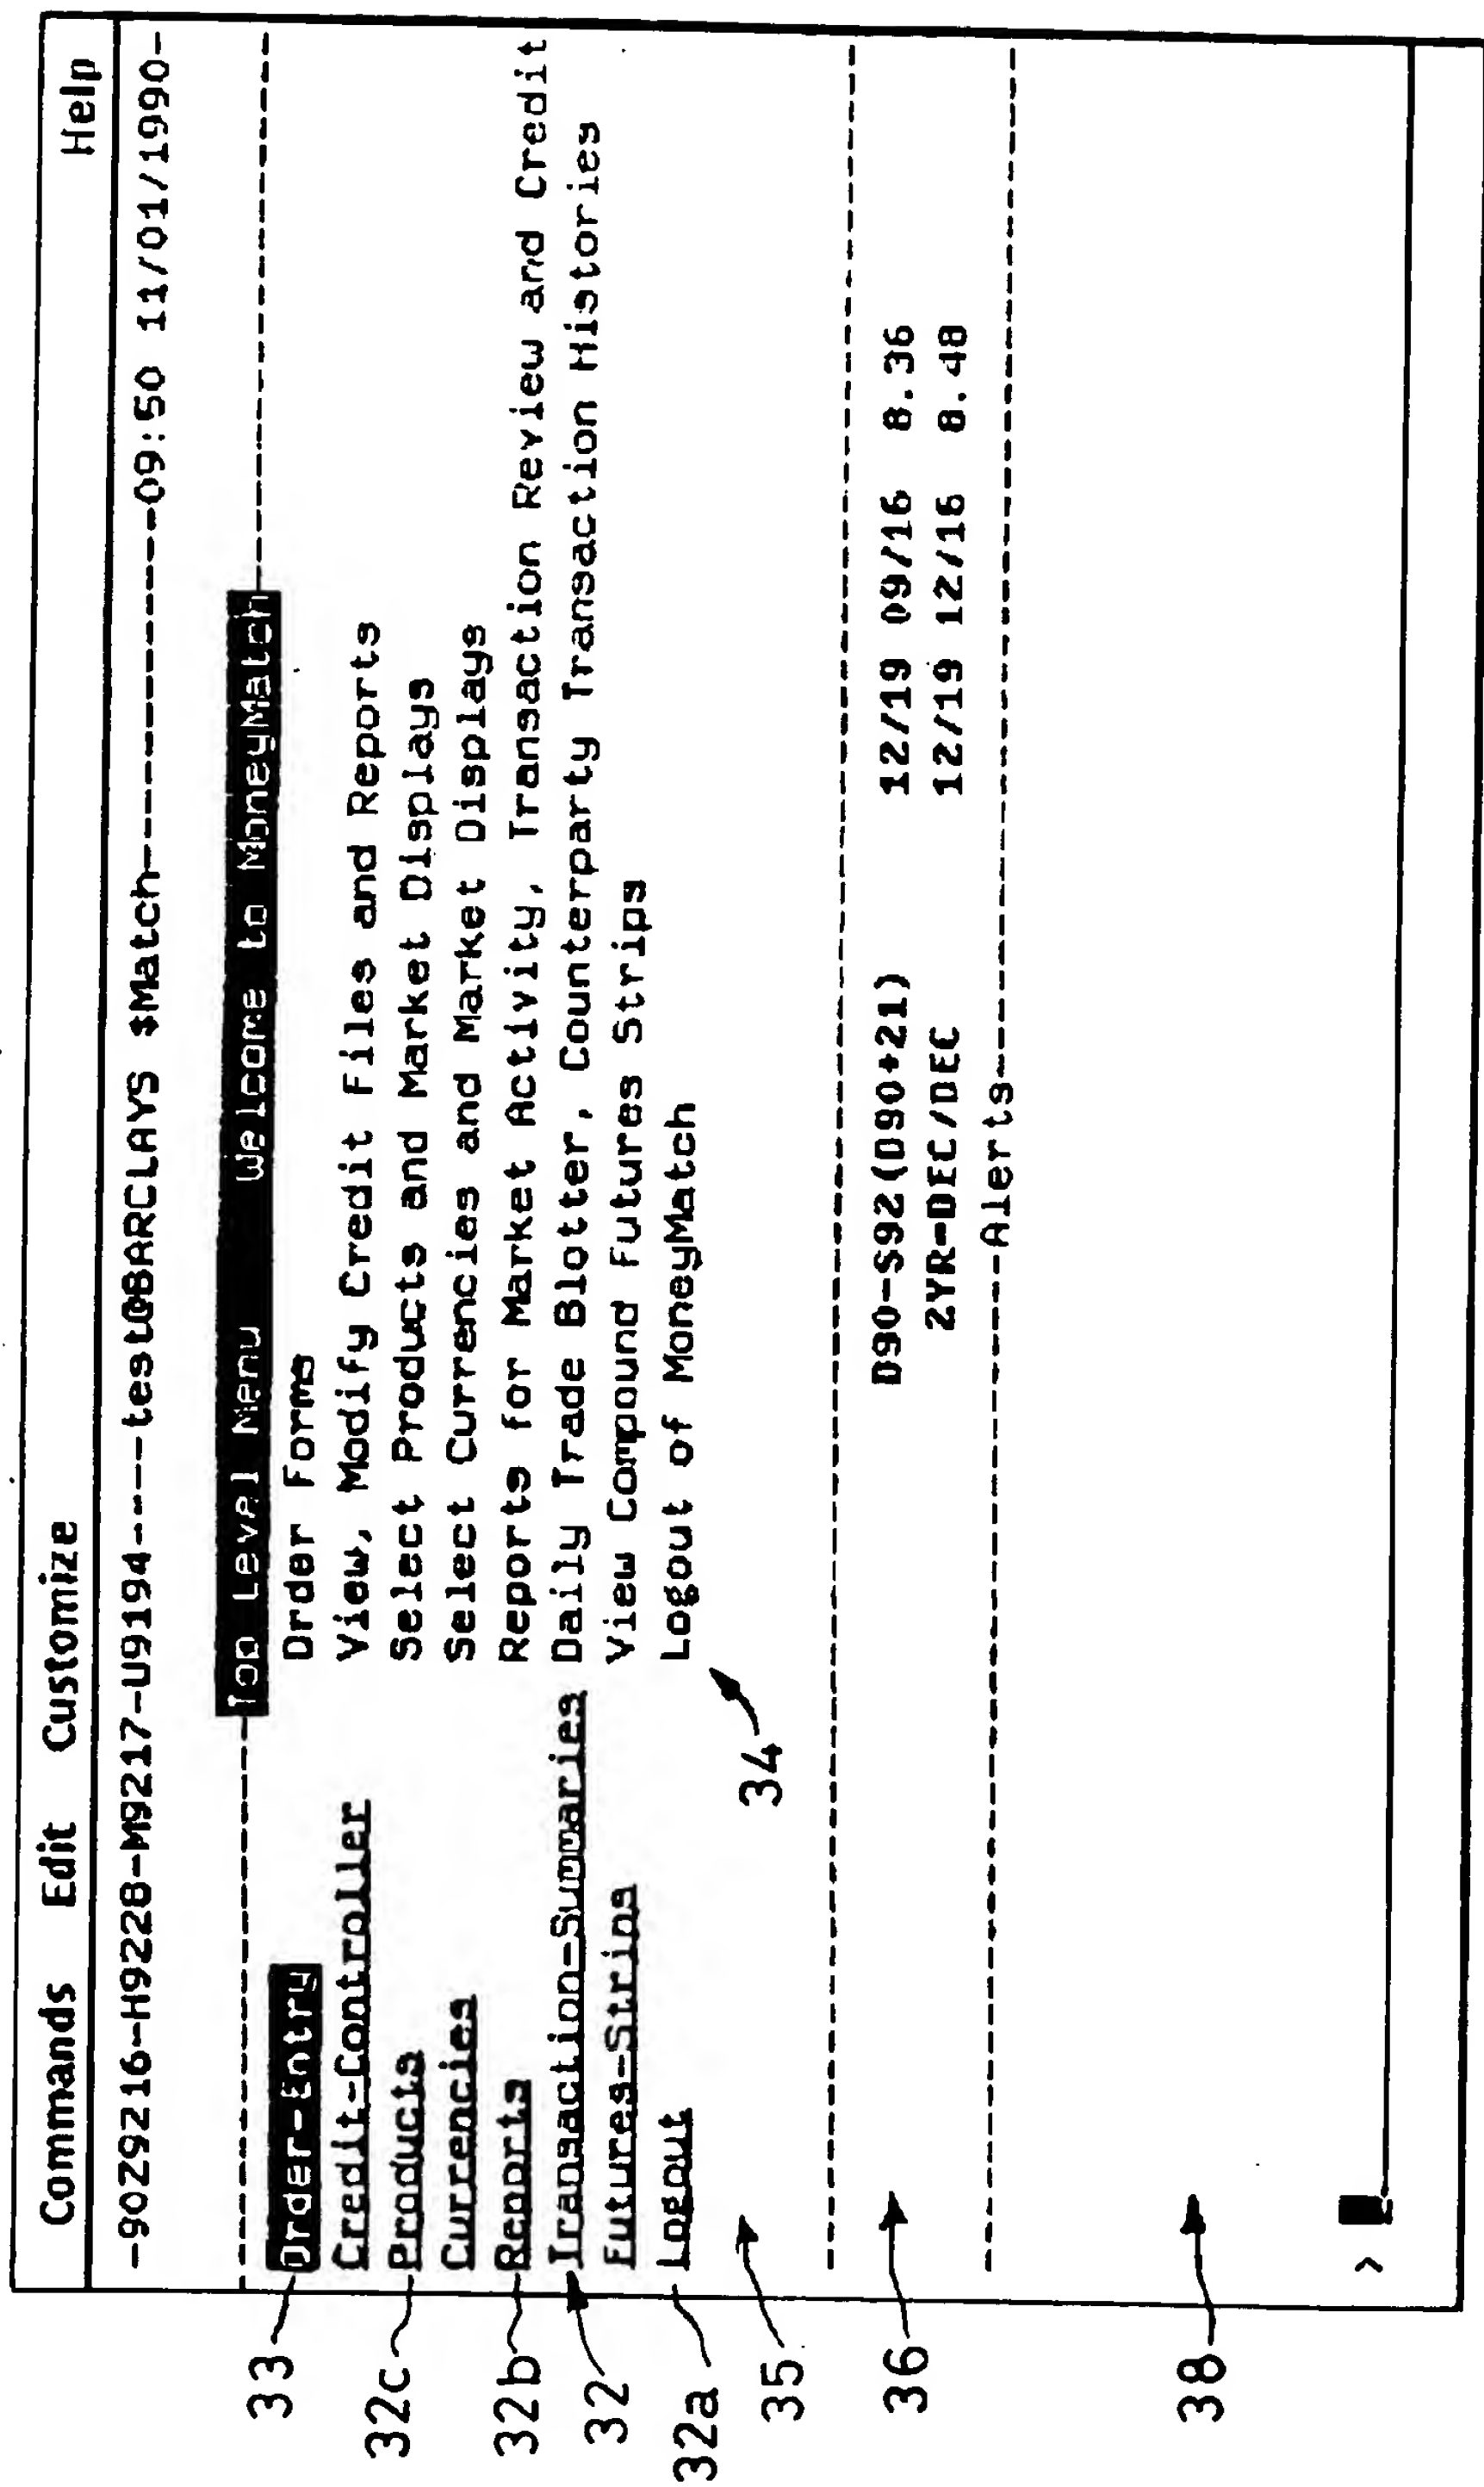 Commands Edit Customize Help
-9029216-H9228-M9217-U9194----test@BARCLAYS $Match---------------09:50 11/01/1990-
Top Level Menu Welcome to MoneyMatch
33 Order-Entry Order Forms
Credit-Controller View, Modify Credit Files and Reports
32c Products Select Products and Market Displays
Currencies Select Currencies and Market Displays
32b Reports Reports for Market Activity, Transaction Review and Credit
32 Transaction-Summaries Daily Trade Blotter, Counterparty Transaction Histories
Futures-Strips View Compound Futures Strips
32a Logout Logout of MoneyMatch
34
35
36 D90-S92(D90+21) 12/19 09/16 8.36
2YR-DEC/DEC 12/19 12/16 8.48
Alerts
38
>